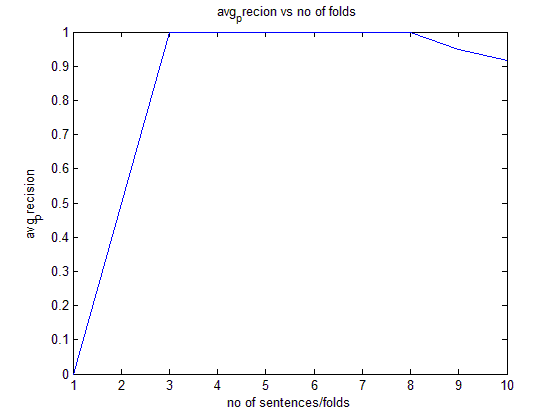 avg_precion vs no of folds
1
0.9
0.8
0.7
0.6
0.5
0.4
0.3
0.2
0.1
0
avg_precision
1 2 3 4 5 6 7 8 9 10
no of sentences/folds